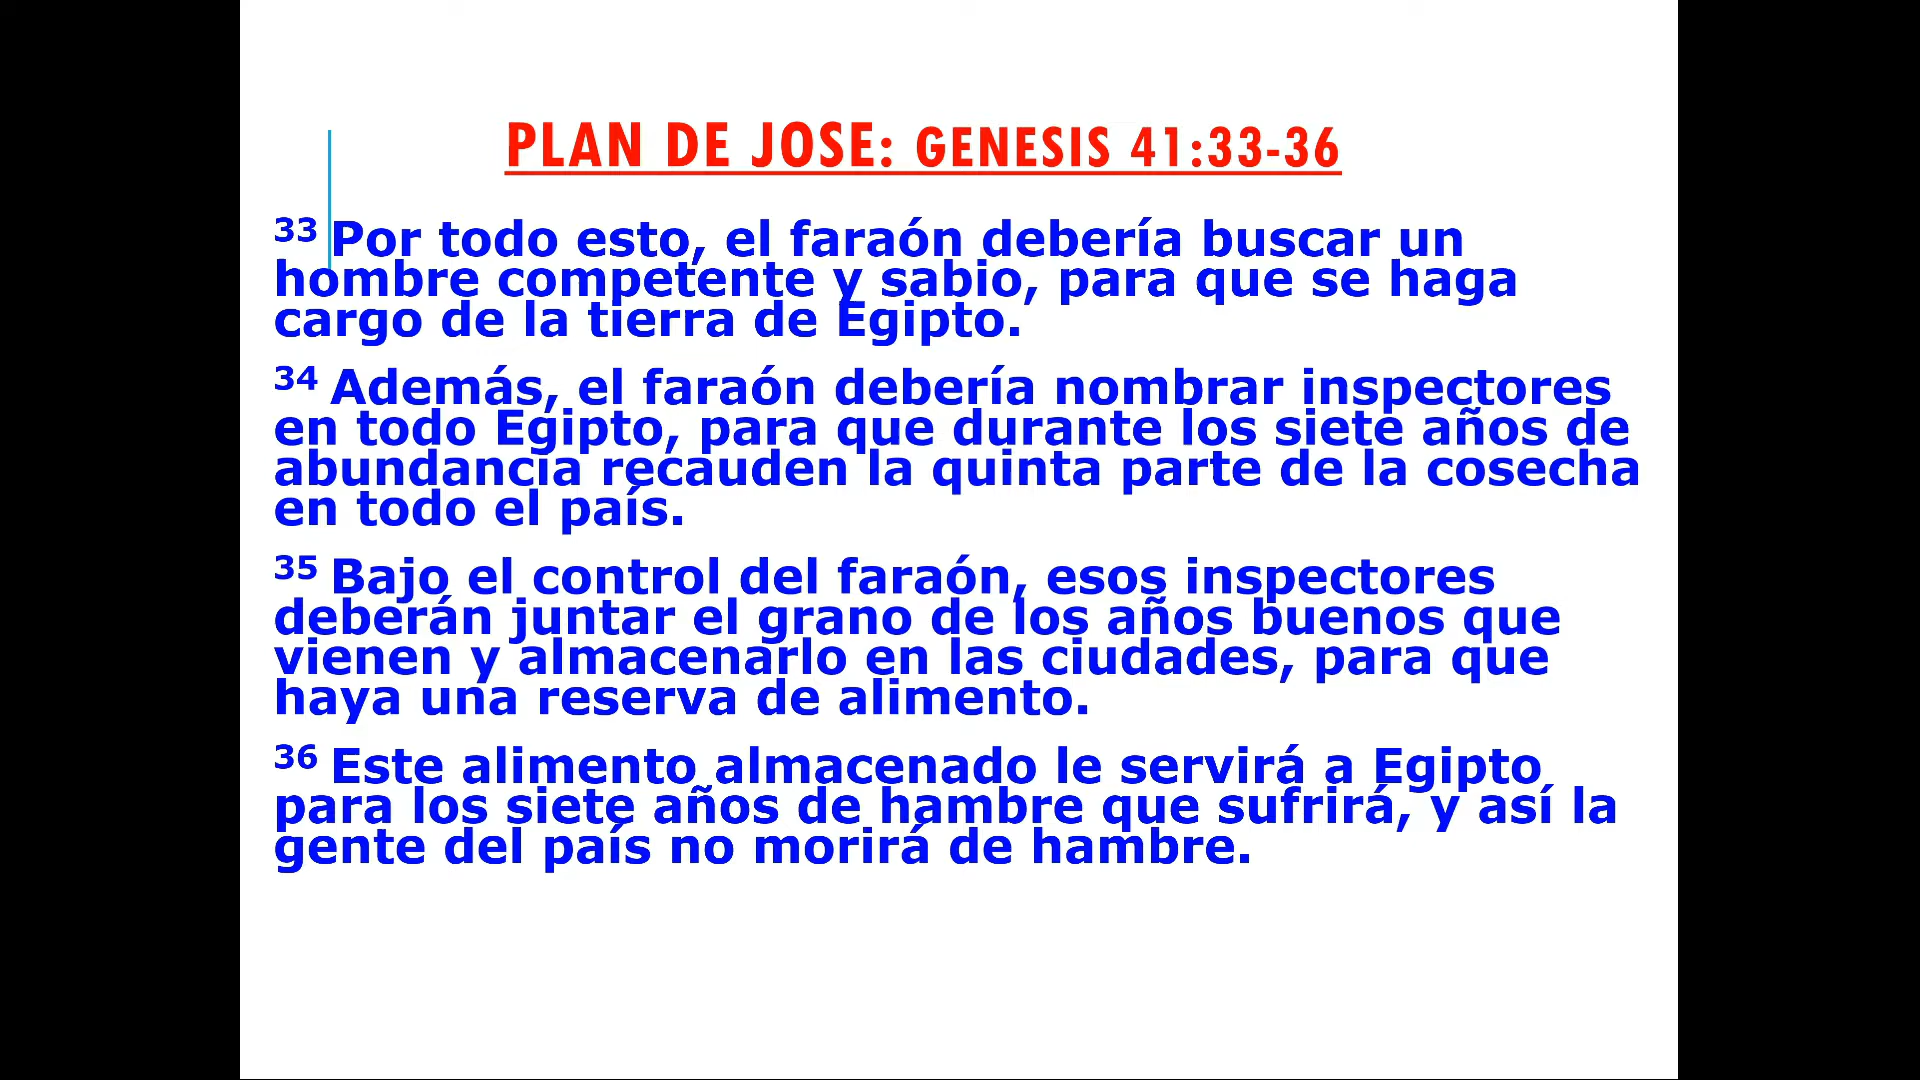 PLAN DE JOSE: GENESIS 41:33-36
33 Por todo esto, el faraón debería buscar un
hombre competente y sabio, para que se haga
cargo de la tierra de Egipto.
34 Además, el faraón debería nombrar inspectores
en todo Egipto, para que durante los siete años de
abundancia recauden la quinta parte de la cosecha
en todo el país.
35 Bajo el control del faraón, esos inspectores
deberán juntar el grano de los años buenos que
vienen y almacenarlo en las ciudades, para que
haya una reserva de alimento.
36 Este alimento almacenado le servirá a Egipto
para los siete años de hambre que sufrirá, y así la
gente del país no morirá de hambre.